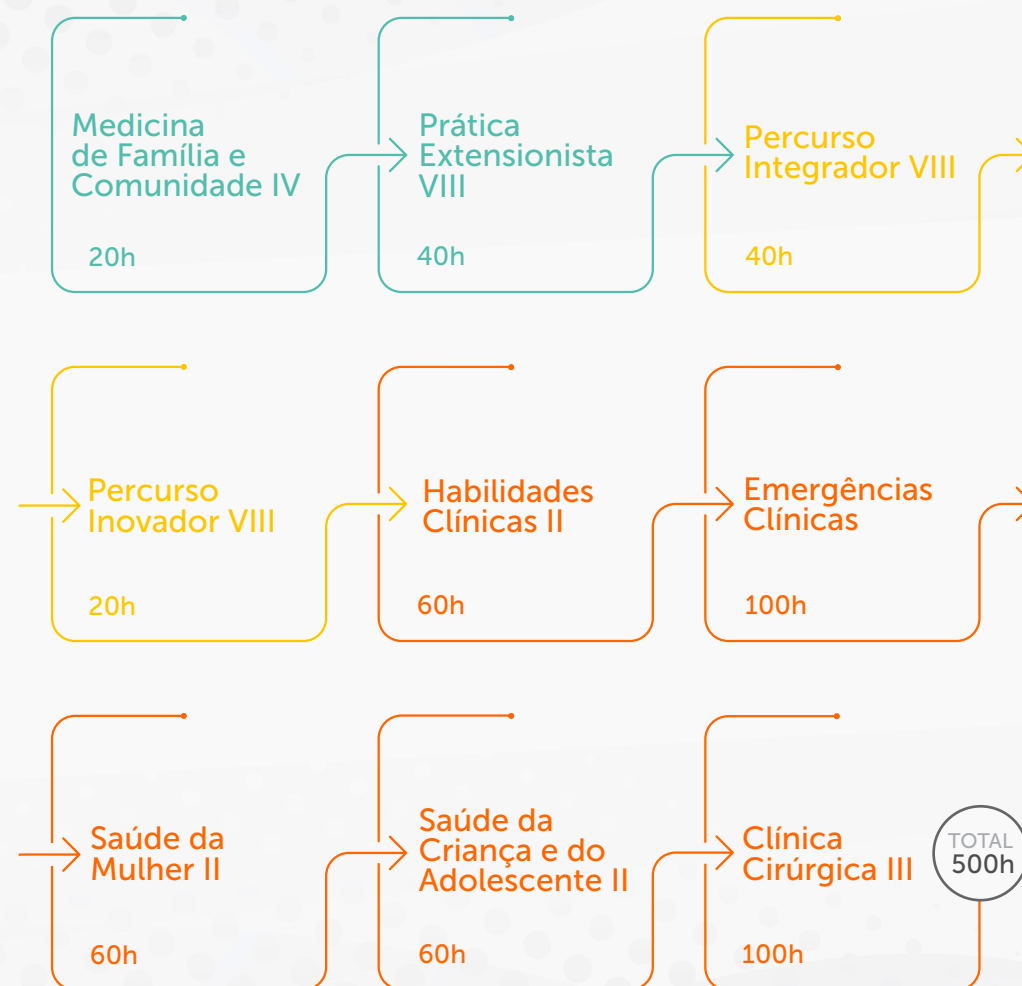 Medicina
de Família e
Comunidade IV
20h
Prática
Extensionista
VIII
40h
Percurso
Integrador VIII
40h
Percurso
Inovador VIII
20h
Habilidades
Clínicas II
60h
Emergências
Clínicas
100h
Saúde da
Mulher II
60h
Saúde da
Criança e do
Adolescente II
60h
Clínica
Cirúrgica III
100h
TOTAL
500h